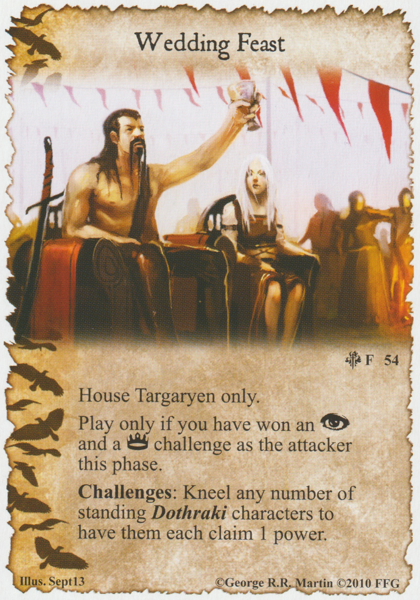 Wedding Feast
F 54
House Targaryen only.
Play only if you have won an
and a challenge as the attacker
this phase.
Challenges: Kneel any number of
standing Dothraki characters to
have them each claim 1 power.
Illus. Sept13
©George R.R. Martin ©2010 FFG